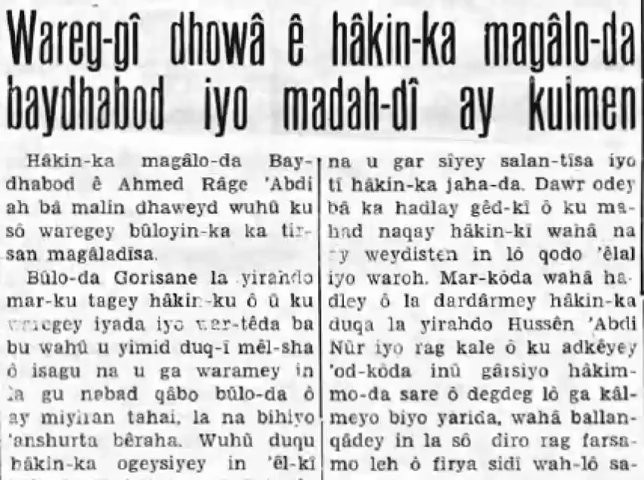 Wareg-gî dhowâ ê hâkin-ka magâlo-da
baydhabod iyo madah-dî ay kulmen
Hâkin-ka magâlo-da Bay-
dhabod ê Ahmed Râge 'Abdi
ah bâ malin dhaweyd wuhû ku
sô waregey bûloyin-ka ka tir-
san magâladîsa.
Bûlo-da Gorisane la yirahdo
mar-ku tagey hâkin-ku ô û ku
iyada iyo
bu wahû u yimid duq-î mêl-sha
ô isagu na u ga waramey in
la gu nebad qâbo bûlo-da ô
ay miyiran tahai, la na bihiyo
'anshurta bêraha. Wuhû duqu
hâkin-ka ogeysiyey in 'êl-kî
na u gar sîyey salan-tîsa iyo
tî hâkin-ka jaha-da. Dawr odey
bâ ka hadlay gêd-kî ô ku ma-
had naqay hâkin-kî wahâ na
weydisten in lô qodo 'êlal
iyo waroh. Mar-kôda wahâ ha-
dley ô la dardârmey hâkin-ka
duqa la yirahdo Hussên 'Abdi
Nûr iyo rag kale ô ku adkêyey
'od-kôda inû gâṛsiyo hâkim-
mo-da sare ô degdeg lô ga kâl-
meyo biyo yarida, wahâ ballan-
qâdey in la sô diro rag farsa-
mo leh ô firya sidî wah-lô sa-